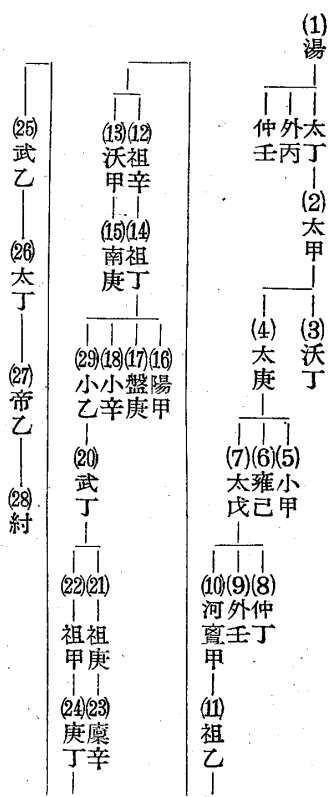 (1)湯
太丁
外丙
仲壬
(2)太甲
(3)沃丁
(4)太庚
(5)小甲
(6)雍己
(7)太戊
(8)仲丁
(9)外壬
(10)河亶甲
(11)祖乙
(12)祖辛
(13)沃甲
(14)祖丁
(15)南庚
(16)陽甲
(17)盤庚
(18)小辛
(29)小乙
(20)武丁
(21)祖庚
(22)祖甲
(23)廩辛
(24)庚丁
(25)武乙
(26)太丁
(27)帝乙
(28)紂